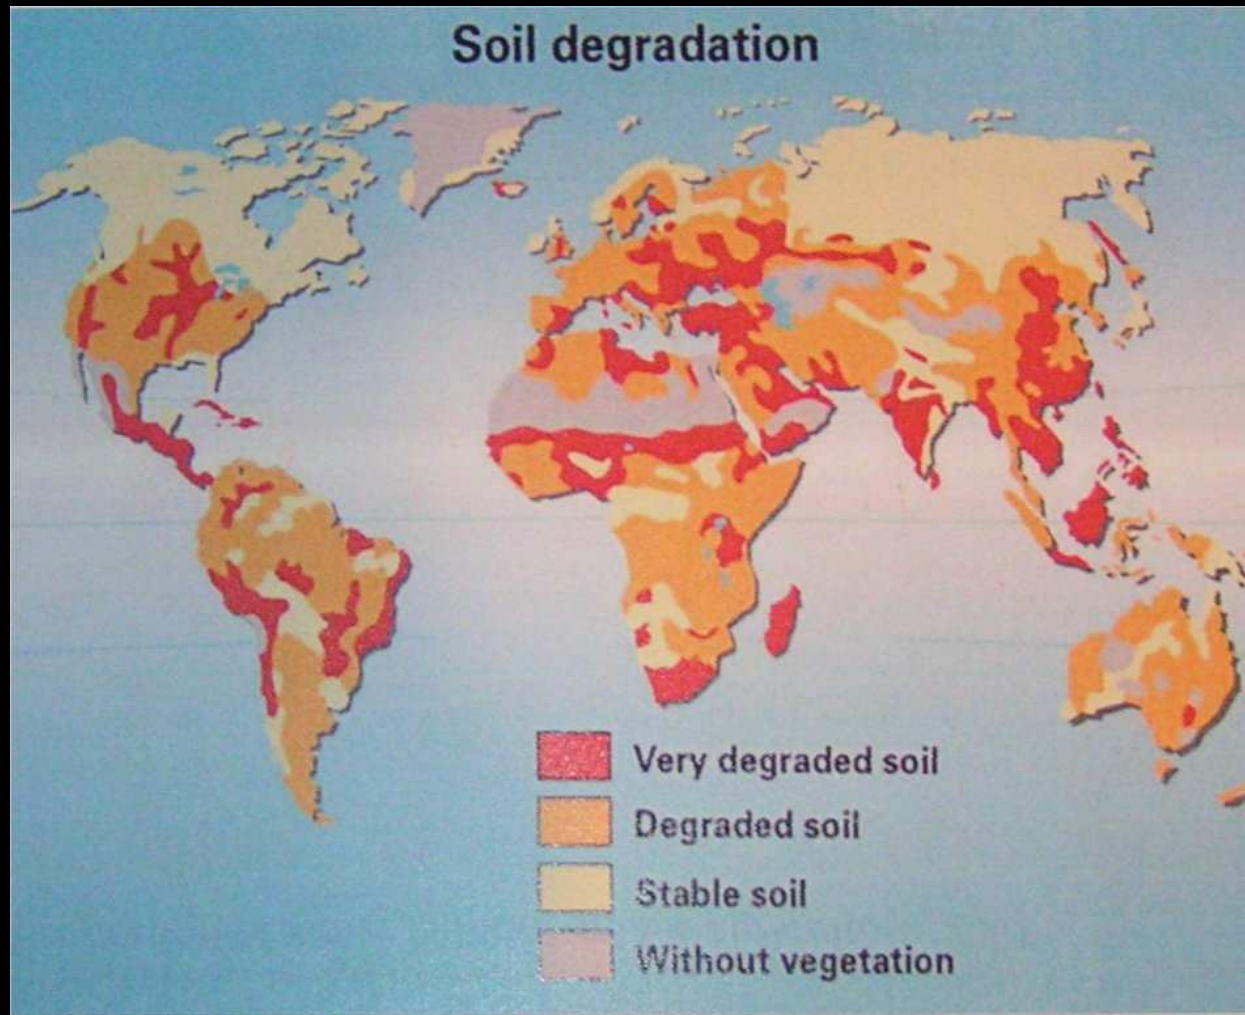 Soil degradation
Very degraded soil
Degraded soil
Stable soil
Without vegetation